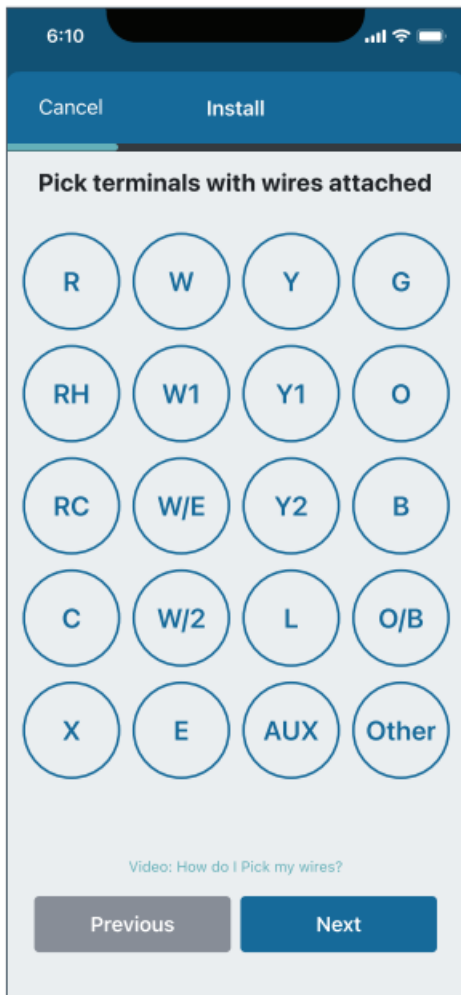 6:10
Cancel Install
Pick terminals with wires attached
R W Y G
RH W1 Y1 O
RC W/E Y2 B
C W/2 L O/B
X E AUX Other
Video: How do I Pick my wires?
Previous Next